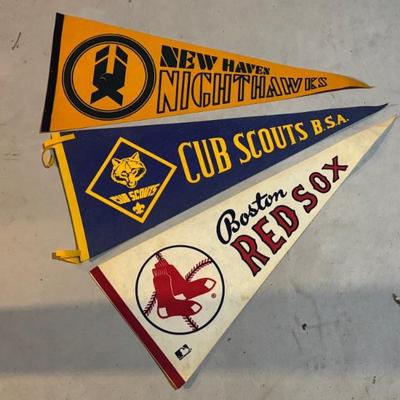 NEW HAVEN
NIGHTHAWKS
CUB SCOUTS B.S.A.
CUB SCOUTS
Boston
RED SOX